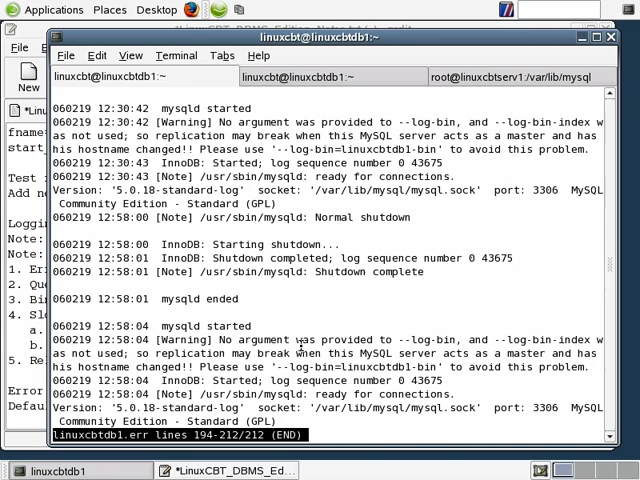 Applications Places Desktop
linuxcbt@linuxcbtdb1:~
File
File Edit View Terminal Tabs Help
New
linuxcbt@linuxcbtdb1:~ linuxcbt@linuxcbtdb1:~ root@linuxcbtserv1:/var/lib/mysql
*Linu
fname=
start_
Test
Add ne
Loggin
Note:
Note:
1. Er
2. Qu
3. Bin
4. Slo
a.
b.
5. Re
Error
Defau
060219 12:30:42 mysqld started
060219 12:30:42 [Warning] No argument was provided to --log-bin, and --log-bin-index w
as not used; so replication may break when this MySQL server acts as a master and has
his hostname changed!! Please use '--log-bin=linuxcbtdb1-bin' to avoid this problem.
060219 12:30:43 InnoDB: Started; log sequence number 0 43675
060219 12:30:43 [Note] /usr/sbin/mysqld: ready for connections.
Version: '5.0.18-standard-log' socket: '/var/lib/mysql/mysql.sock' port: 3306 MySQL
Community Edition - Standard (GPL)
060219 12:58:00 [Note] /usr/sbin/mysqld: Normal shutdown
060219 12:58:00 InnoDB: Starting shutdown...
060219 12:58:01 InnoDB: Shutdown completed; log sequence number 0 43675
060219 12:58:01 [Note] /usr/sbin/mysqld: Shutdown complete
060219 12:58:01 mysqld ended
060219 12:58:04 mysqld started
060219 12:58:04 [Warning] No argument was provided to --log-bin, and --log-bin-index w
as not used; so replication may break when this MySQL server acts as a master and has
his hostname changed!! Please use '--log-bin=linuxcbtdb1-bin' to avoid this problem.
060219 12:58:04 InnoDB: Started; log sequence number 0 43675
060219 12:58:04 [Note] /usr/sbin/mysqld: ready for connections.
Version: '5.0.18-standard-log' socket: '/var/lib/mysql/mysql.sock' port: 3306 MySQL
Community Edition - Standard (GPL)
linuxcbtdb1.err lines 194-212/212 (END)
linuxcbtdb1 *LinuxCBT_DBMS_Ed...